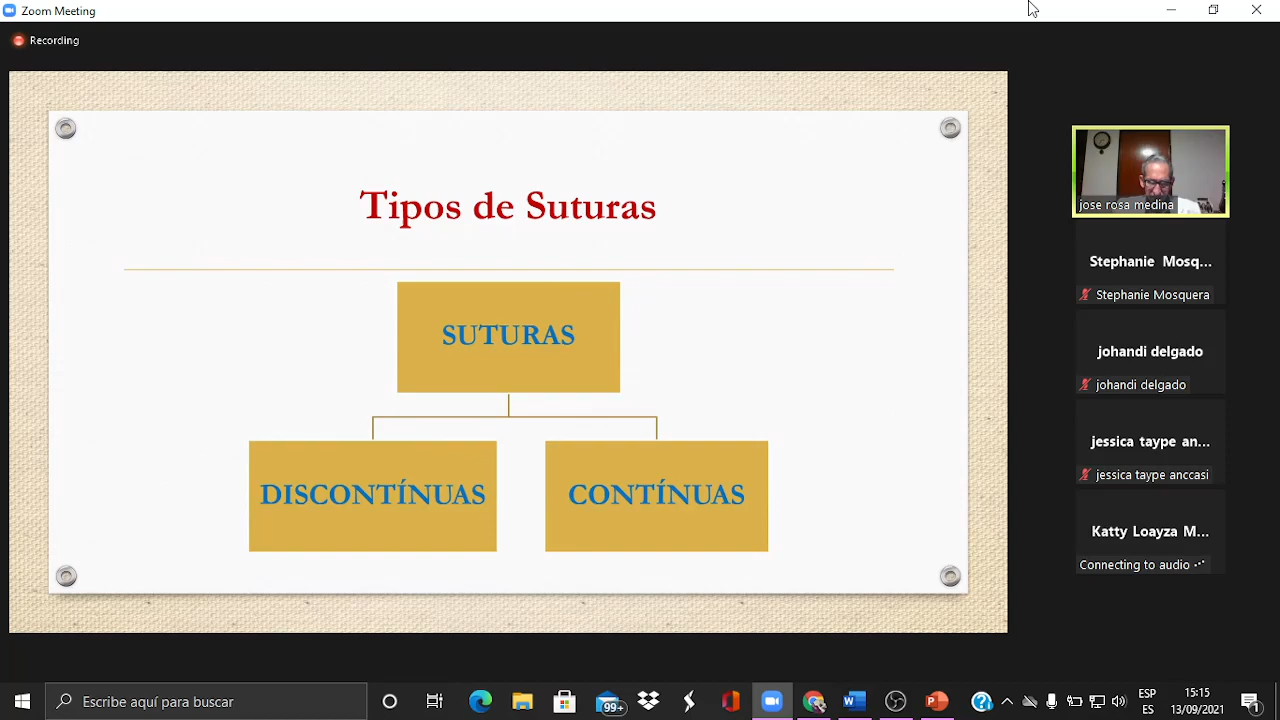 Zoom Meeting
Recording
Tipos de Suturas
SUTURAS
DISCONTÍNUAS
CONTÍNUAS
jose rosa medina
Stephanie Mosq...
Stephanie Mosquera
johandi delgado
johandi delgado
jessica taype an...
jessica taype anccasi
Katty Loayza M...
Connecting to audio
Escribe aquí para buscar
99+
ESP
ES
15:15
13/09/2021
1